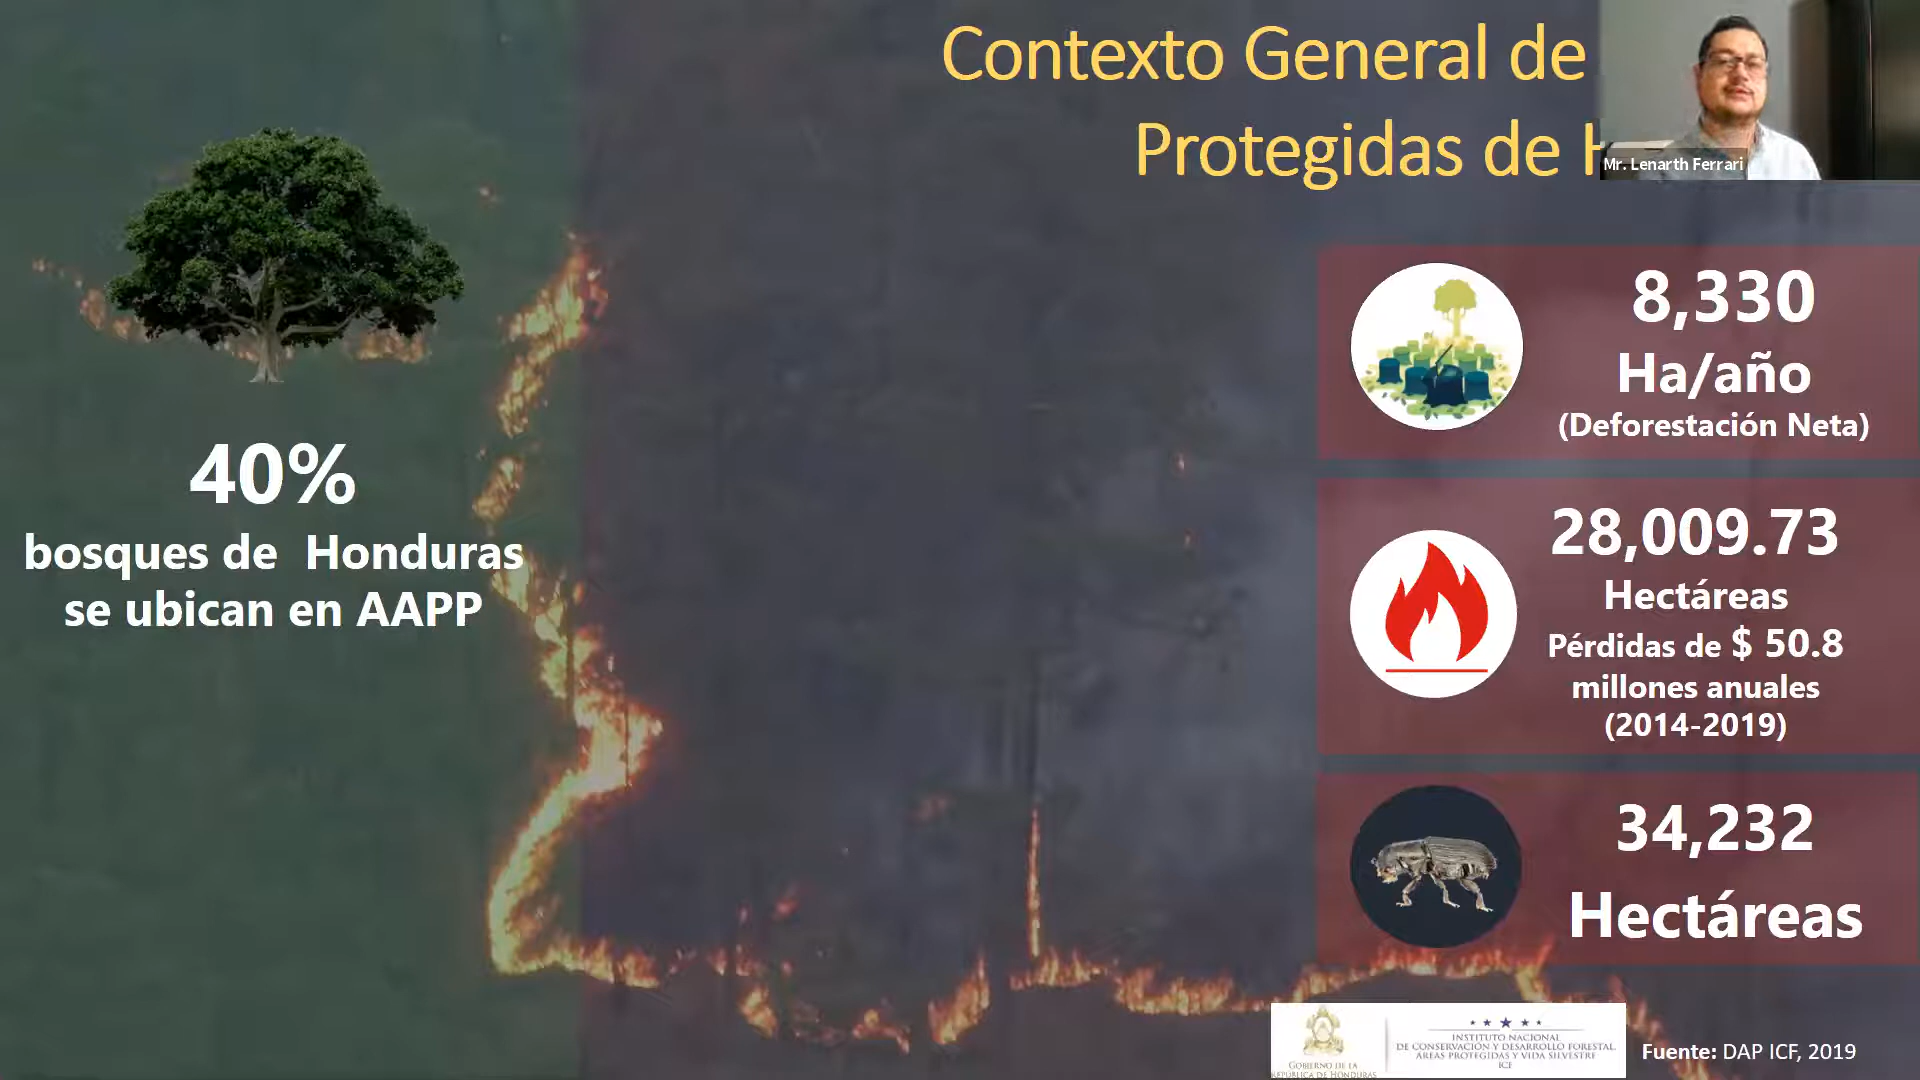 Contexto General de
Protegidas de
Mr. Lenarth Ferrari
40%
bosques de Honduras
se ubican en AAPP
8,330
Ha/año
(Deforestación Neta)
28,009.73
Hectáreas
Pérdidas de $ 50.8
millones anuales
(2014-2019)
34,232
Hectáreas
GOBIERNO DE LA
REPÚBLICA DE HONDURAS
INSTITUTO NACIONAL
DE CONSERVACIÓN Y DESARROLLO FORESTAL,
ÁREAS PROTEGIDAS Y VIDA SILVESTRE
ICF
Fuente: DAP ICF, 2019